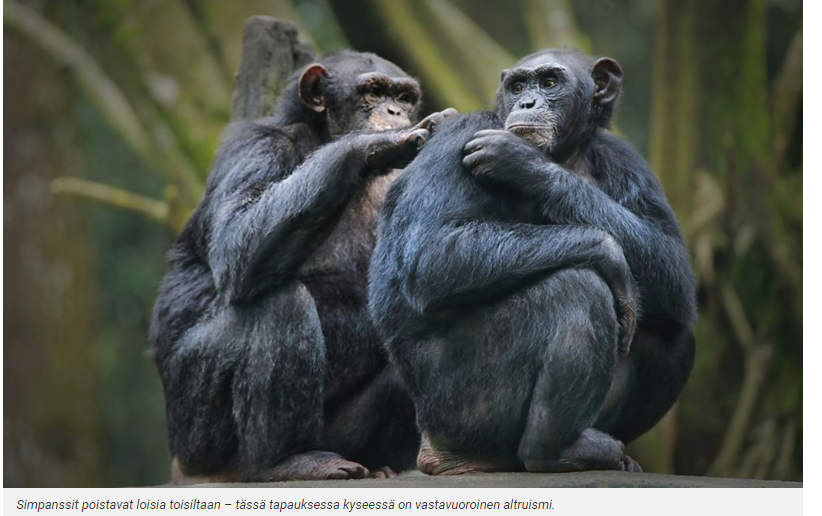 Simpanssit poistavat loisia toisiltaan – tässä tapauksessa kyseessä on vastavuoroinen altruismi.